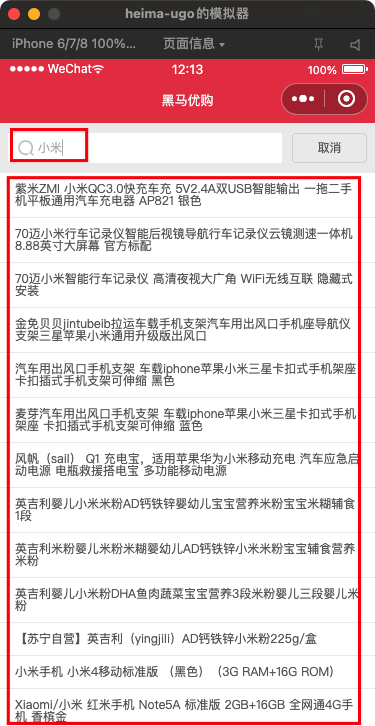 heima-ugo的模拟器
iPhone 6/7/8 100%... 页面信息
WeChat 12:13 100%
黑马优购
小米 取消
紫米ZMI 小米QC3.0快充车充 5V2.4A双USB智能输出 一拖二手
机平板通用汽车充电器 AP821 银色
70迈小米行车记录仪智能后视镜导航行车记录仪云镜测速一体机
8.88英寸大屏幕 官方标配
70迈小米智能行车记录仪 高清夜视大广角 WiFi无线互联 隐藏式
安装
金免贝贝jintubeib拉运车载手机支架汽车用出风口手机座导航仪
支架三星苹果小米通用升级版出风口
汽车用出风口手机支架 车载iphone苹果小米三星卡扣式手机架座
卡扣插式手机支架可伸缩 黑色
麦芽汽车用出风口手机支架 车载iphone苹果小米三星卡扣式手机
架座 卡扣插式手机支架可伸缩 蓝色
风帆（sail） Q1 充电宝，适用苹果华为小米移动充电 汽车应急启
动电源 电瓶救援搭电宝 多功能移动电源
英吉利婴儿小米米粉AD钙铁锌婴幼儿宝宝营养米粉宝宝米糊辅食
1段
英吉利米粉婴儿米粉米糊婴幼儿AD钙铁锌小米米粉宝宝辅食营养
米粉
英吉利婴儿小米粉DHA鱼肉蔬菜宝宝营养3段米粉婴儿三段婴儿米
粉
【苏宁自营】英吉利（yingjili）AD钙铁锌小米粉225g/盒
小米手机 小米4移动标准版 （黑色）（3G RAM+16G ROM）
Xiaomi/小米 红米手机 Note5A 标准版 2GB+16GB 全网通4G手
机 香槟金